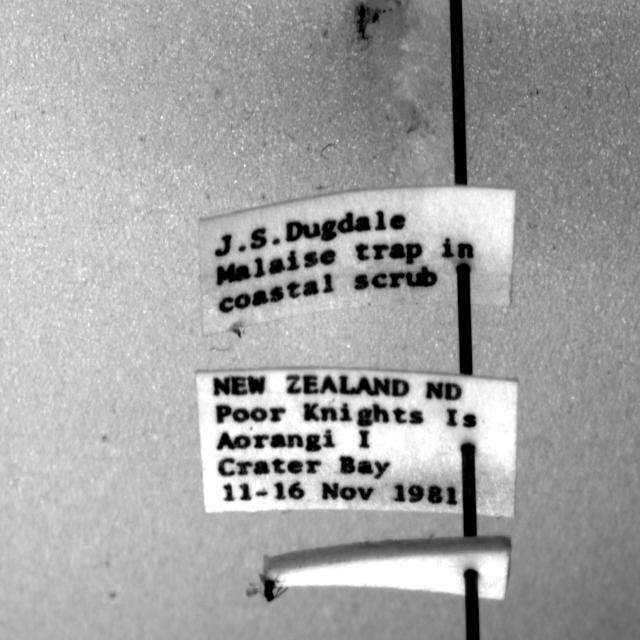 J.S.Dugdale
Malaise trap in
coastal scrub
NEW ZEALAND ND
Poor Knights Is
Aorangi I
Crater Bay
11-16 Nov 1981